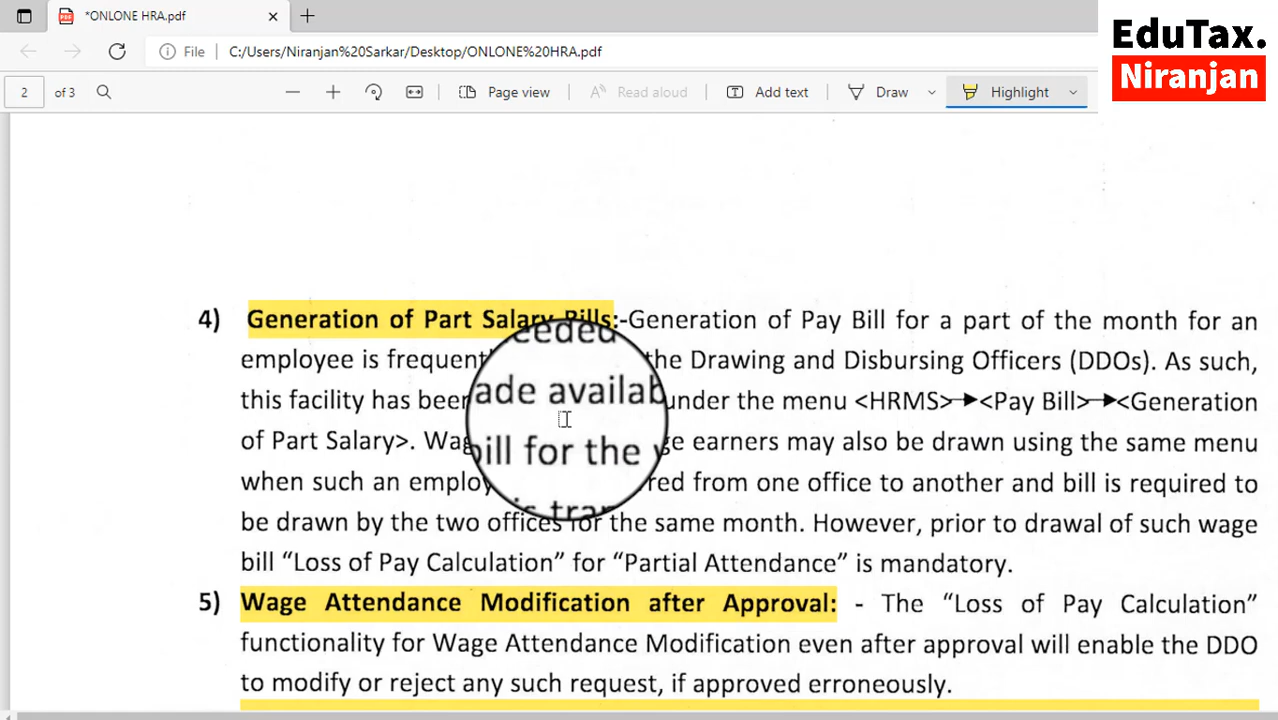 *ONLONE HRA.pdf
EduTax.
Niranjan
File C:/Users/Niranjan%20Sarkar/Desktop/ONLONE%20HRA.pdf
2 of 3 Page view Read aloud Add text Draw Highlight
4) Generation of Part Salary Bills:-Generation of Pay Bill for a part of the month for an
employee is frequent eeded the Drawing and Disbursing Officers (DDOs). As such,
this facility has been ade availab under the menu <HRMS>→<Pay Bill>→<Generation
of Part Salary>. Wag bill for the ge earners may also be drawn using the same menu
when such an employ red from one office to another and bill is required to
be drawn by the two offices for the same month. However, prior to drawal of such wage
bill “Loss of Pay Calculation” for “Partial Attendance” is mandatory.
5) Wage Attendance Modification after Approval: - The “Loss of Pay Calculation”
functionality for Wage Attendance Modification even after approval will enable the DDO
to modify or reject any such request, if approved erroneously.